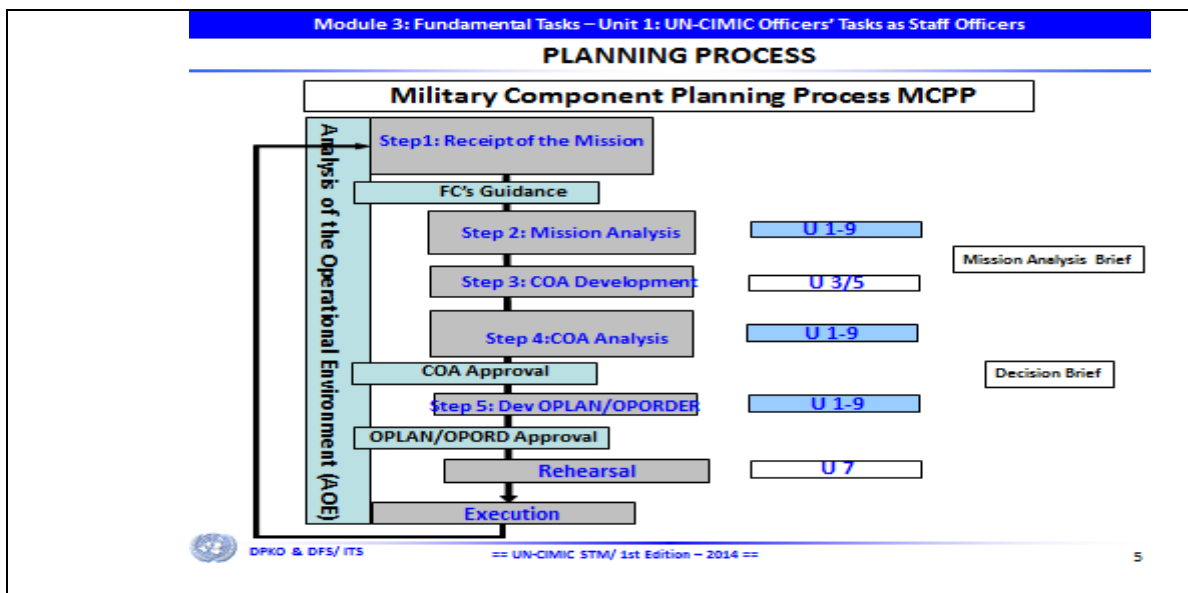 Module 3: Fundamental Tasks – Unit 1: UN-CIMIC Officers' Tasks as Staff Officers
PLANNING PROCESS
Military Component Planning Process MCPP
Analysis of the Operational Environment (AOE)
Step1: Receipt of the Mission
FC's Guidance
Step 2: Mission Analysis
U 1-9
Mission Analysis Brief
Step 3: COA Development
U 3/5
Step 4:COA Analysis
U 1-9
COA Approval
Decision Brief
Step 5: Dev OPLAN/OPORDER
U 1-9
OPLAN/OPORD Approval
Rehearsal
U 7
Execution
DPKO & DFS/ ITS
== UN-CIMIC STM/ 1st Edition – 2014 ==
5